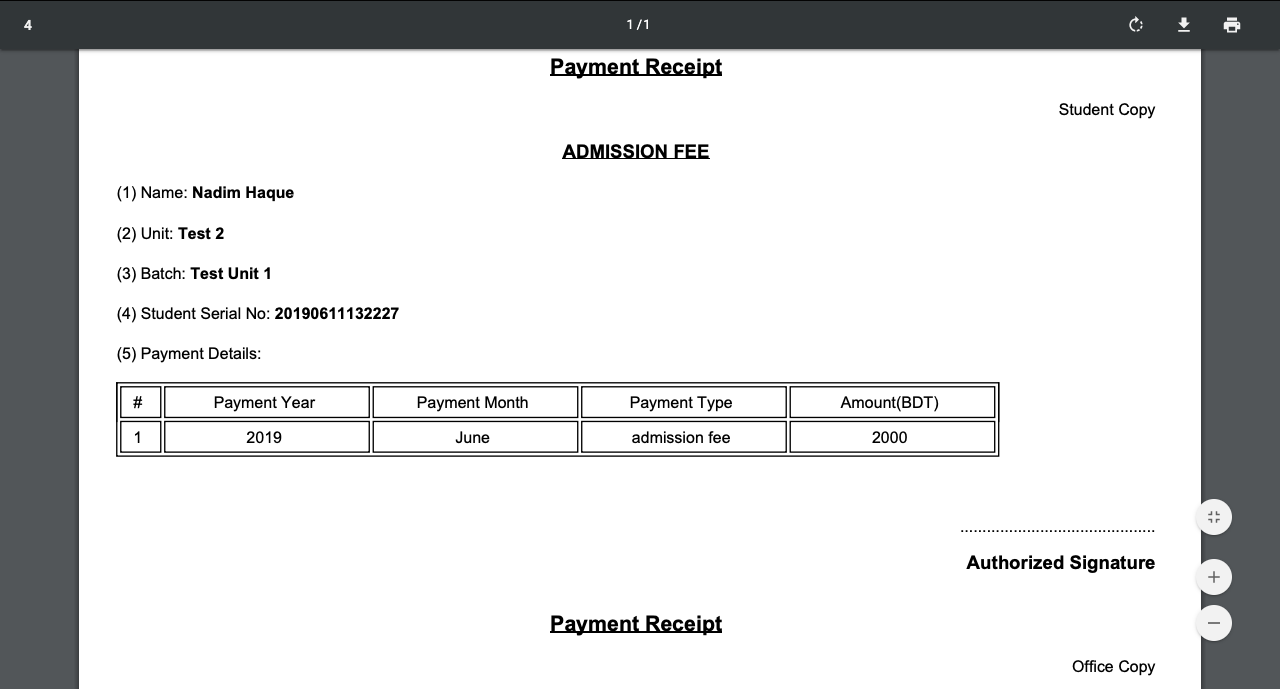 4
1 / 1
Payment Receipt
Student Copy
ADMISSION FEE
(1) Name: Nadim Haque
(2) Unit: Test 2
(3) Batch: Test Unit 1
(4) Student Serial No: 20190611132227
(5) Payment Details:
# Payment Year Payment Month Payment Type Amount(BDT)
1 2019 June admission fee 2000
............................................
Authorized Signature
Payment Receipt
Office Copy